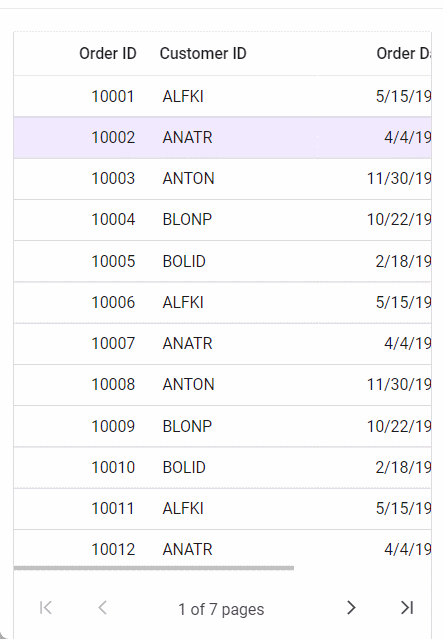 Order ID Customer ID Order D
10001 ALFKI 5/15/19
10002 ANATR 4/4/19
10003 ANTON 11/30/19
10004 BLONP 10/22/19
10005 BOLID 2/18/19
10006 ALFKI 5/15/19
10007 ANATR 4/4/19
10008 ANTON 11/30/19
10009 BLONP 10/22/19
10010 BOLID 2/18/19
10011 ALFKI 5/15/19
10012 ANATR 4/4/19
1 of 7 pages